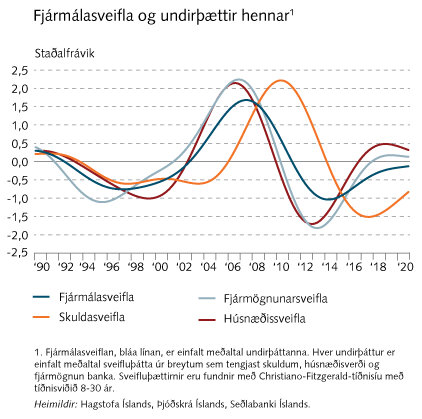 Fjármálasveifla og undirþættir hennar¹
Staðalfrávik
2,5
2,0
1,5
1,0
0,5
0,0
-0,5
-1,0
-1,5
-2,0
-2,5
'90 '92 '94 '96 '98 '00 '02 '04 '06 '08 '10 '12 '14 '16 '18 '20
Fjármálasveifla
Fjármögnunarsveifla
Skuldasveifla
Húsnæðissveifla
1. Fjármálasveiflan, bláa línan, er einfalt meðaltal undirþáttanna. Hver undirþáttur er
einfalt meðaltal sveifluþátta úr breytum sem tengjast skuldum, húsnæðisverði og
fjármögnun banka. Sveifluþættirnir eru fundnir með Christiano-Fitzgerald-tíðnisíu með
tíðnisviðið 8-30 ár.
Heimildir: Hagstofa Íslands, Þjóðskrá Íslands, Seðlabanki Íslands.